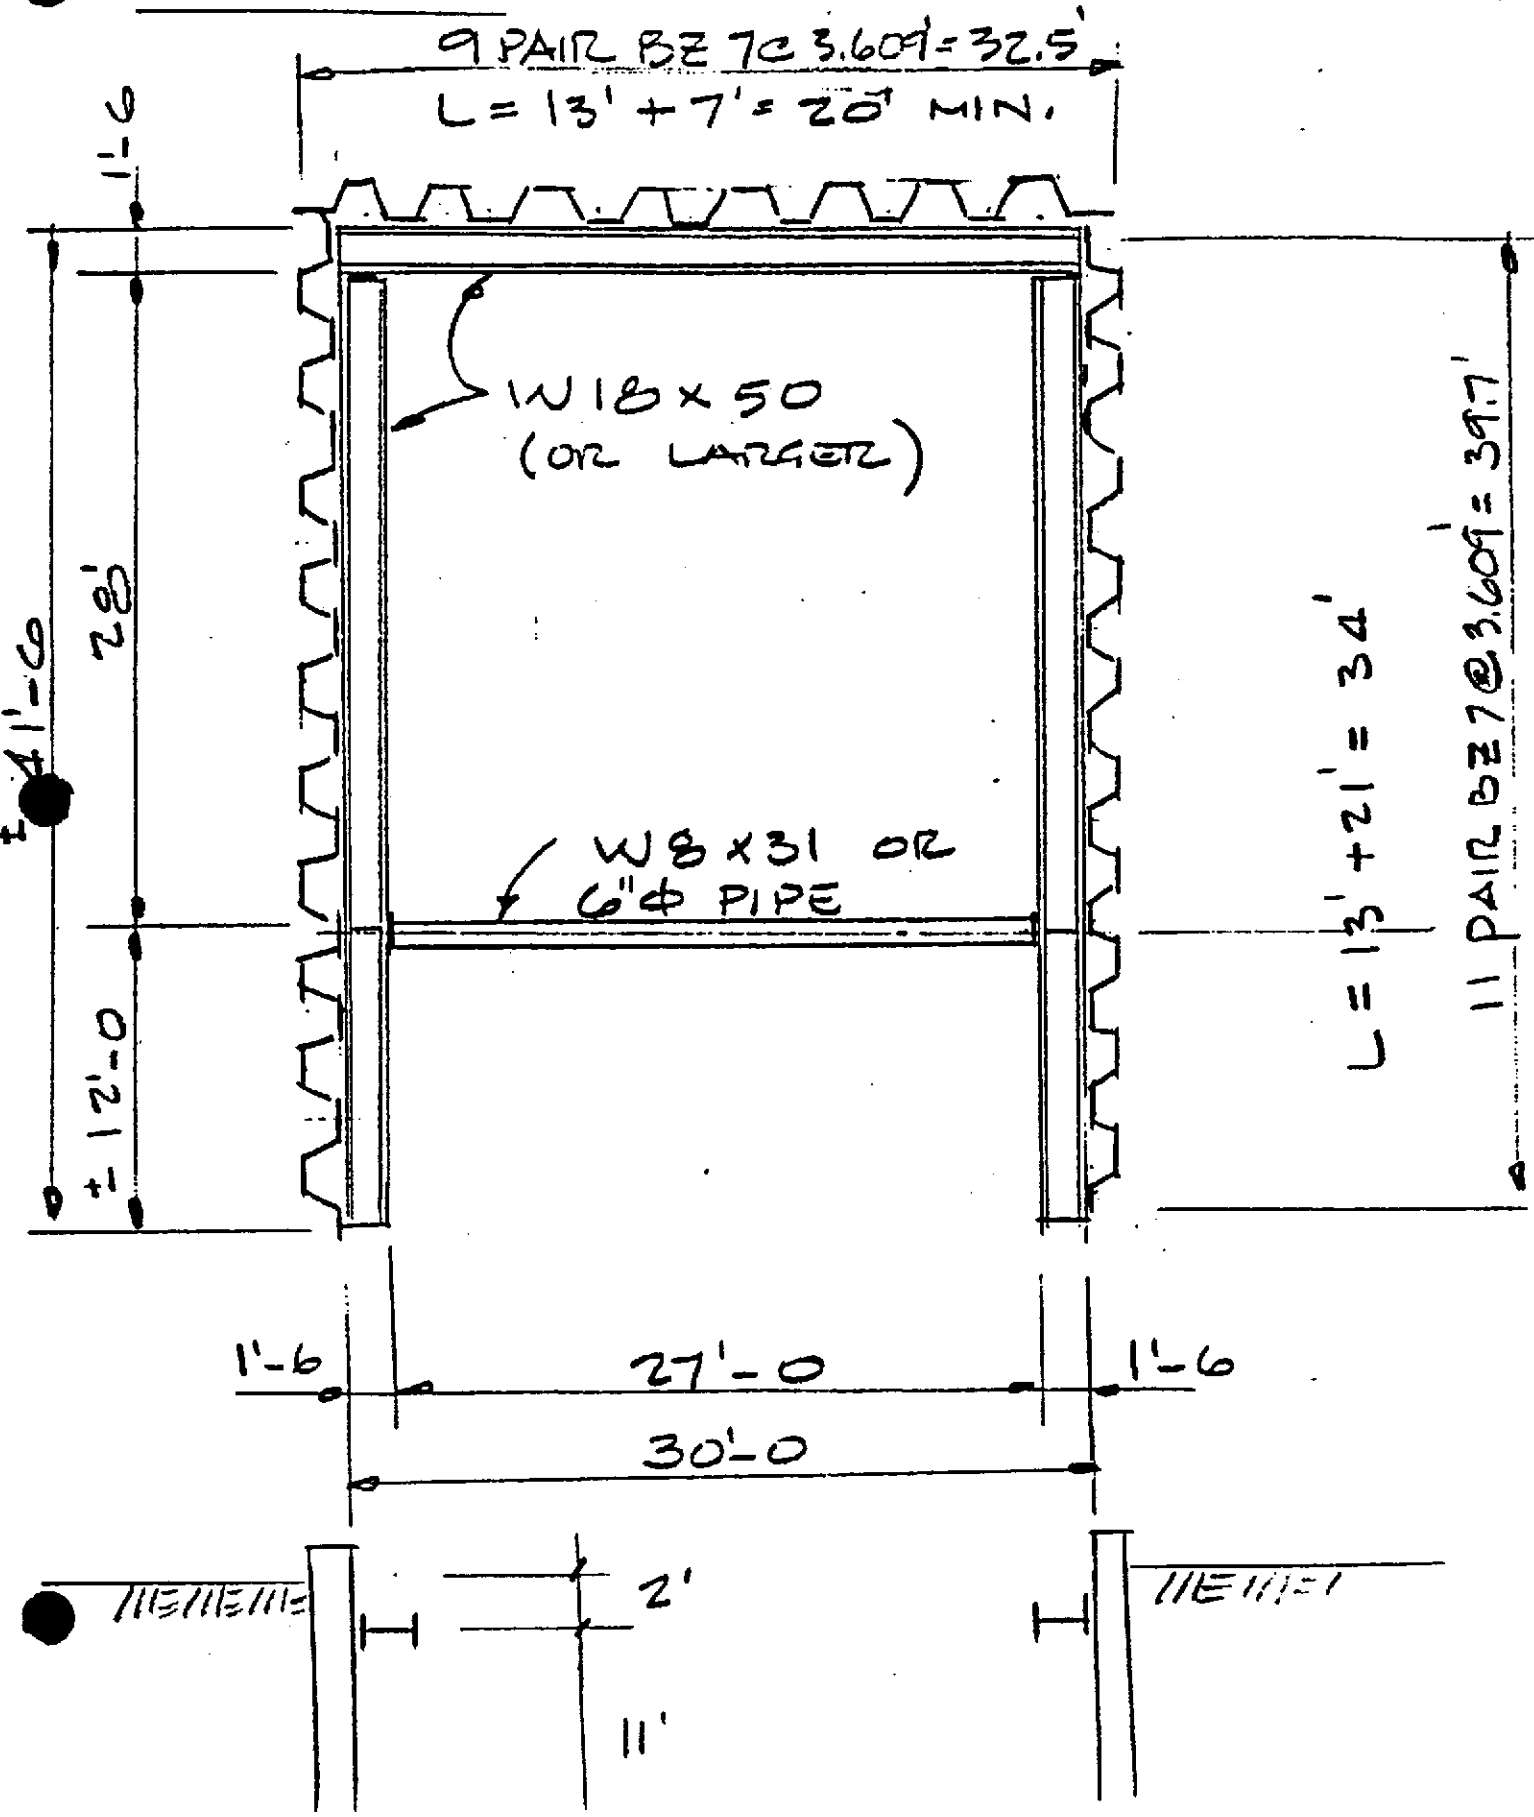 9 PAIR BZ 7 @ 3.609' = 32.5'
L = 13' + 7' = 20' MIN.
1'-6
W 18 x 50
(OR LARGER)
28'
± 41'-6
W 8 x 31 OR
6"Φ PIPE
± 12'-0
L = 13' + 21' = 34'
11 PAIR BZ 7 @ 3.609' = 39.7'
1'-6
27'-0
1'-6
30'-0
2'
11'